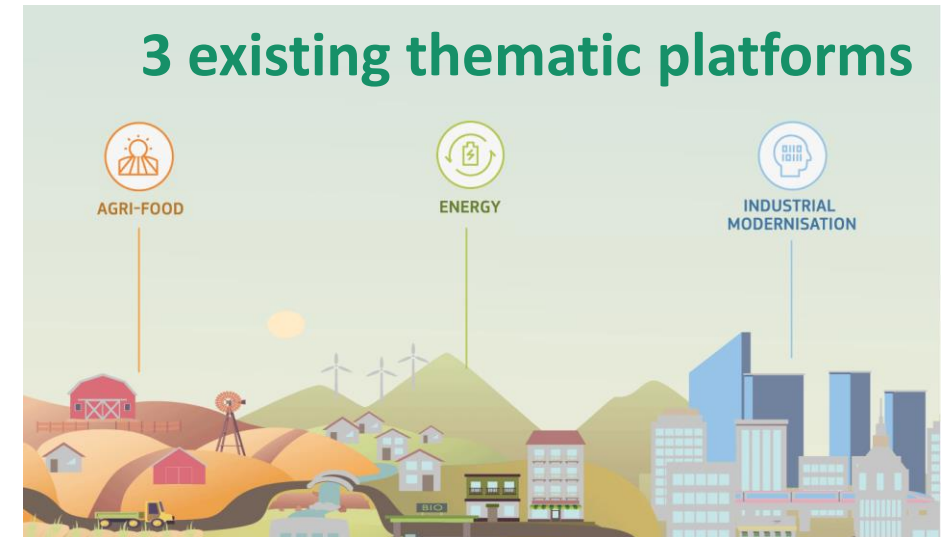 3 existing thematic platforms
AGRI-FOOD
ENERGY
INDUSTRIAL
MODERNISATION
BIO